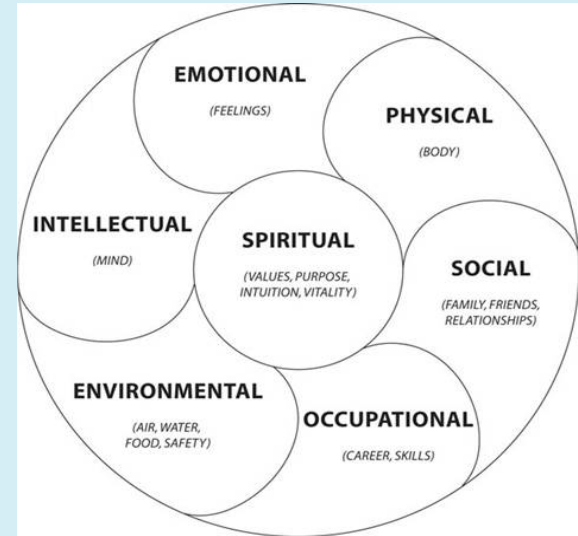 EMOTIONAL
(FEELINGS)
PHYSICAL
(BODY)
INTELLECTUAL
(MIND)
SPIRITUAL
(VALUES, PURPOSE,
INTUITION, VITALITY)
SOCIAL
(FAMILY, FRIENDS,
RELATIONSHIPS)
ENVIRONMENTAL
(AIR, WATER,
FOOD, SAFETY)
OCCUPATIONAL
(CAREER, SKILLS)